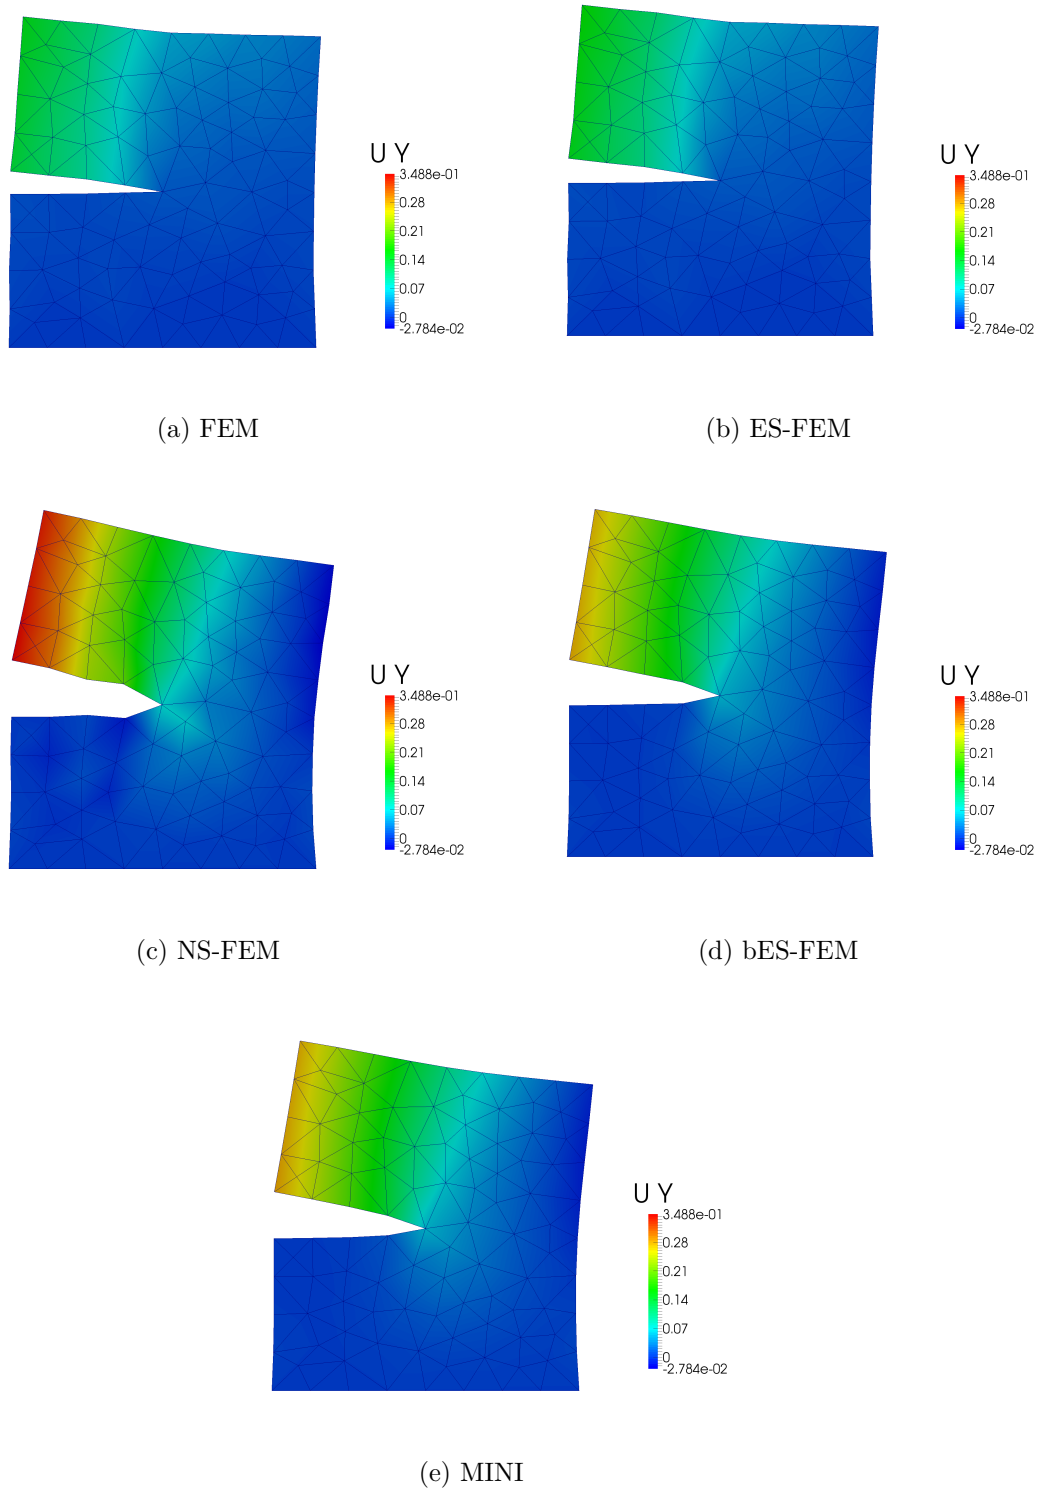 U Y
3.488e-01
0.28
0.21
0.14
0.07
0
-2.784e-02
(a) FEM
U Y
3.488e-01
0.28
0.21
0.14
0.07
0
-2.784e-02
(b) ES-FEM
U Y
3.488e-01
0.28
0.21
0.14
0.07
0
-2.784e-02
(c) NS-FEM
U Y
3.488e-01
0.28
0.21
0.14
0.07
0
-2.784e-02
(d) bES-FEM
U Y
3.488e-01
0.28
0.21
0.14
0.07
0
-2.784e-02
(e) MINI